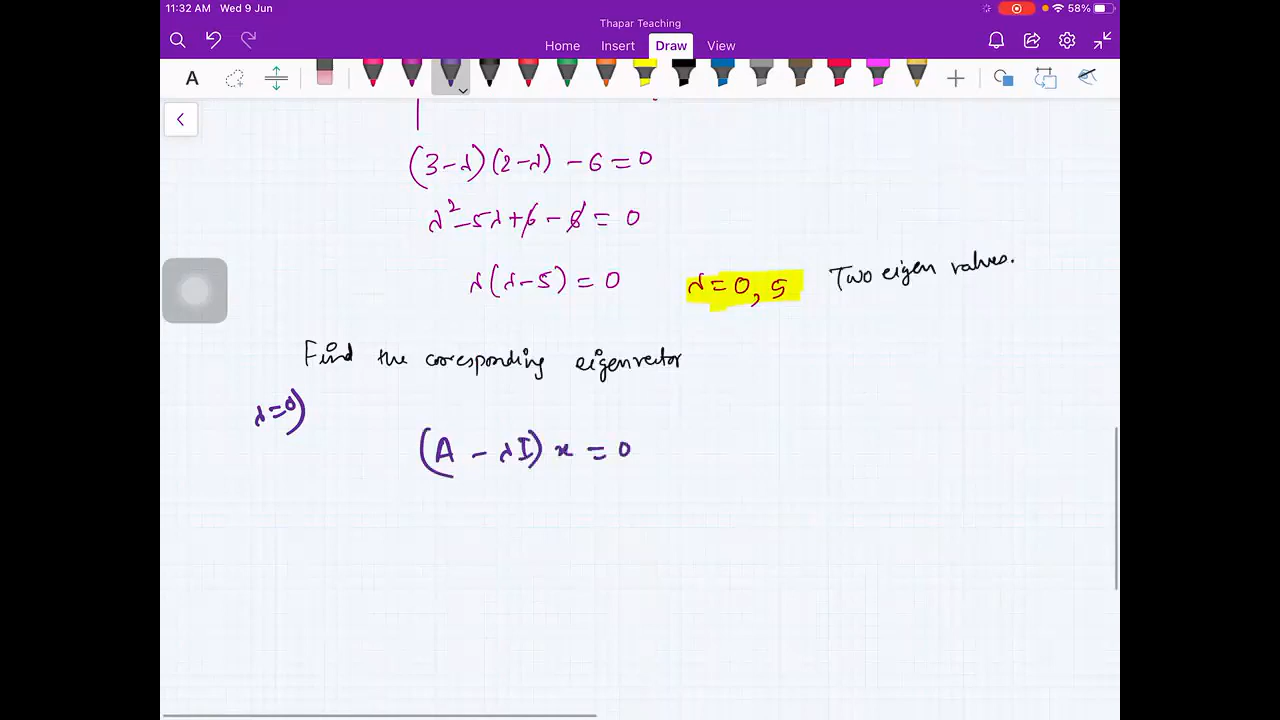 11:32 AM Wed 9 Jun
58%
Thapar Teaching
Home Insert Draw View
A
(3-λ)(2-λ) -6=0
λ²-5λ+6-6=0
λ(λ-5)=0 λ=0, 5 Two eigen values.
Find the corresponding eigenvector
λ=0)
(A - λI) x = 0